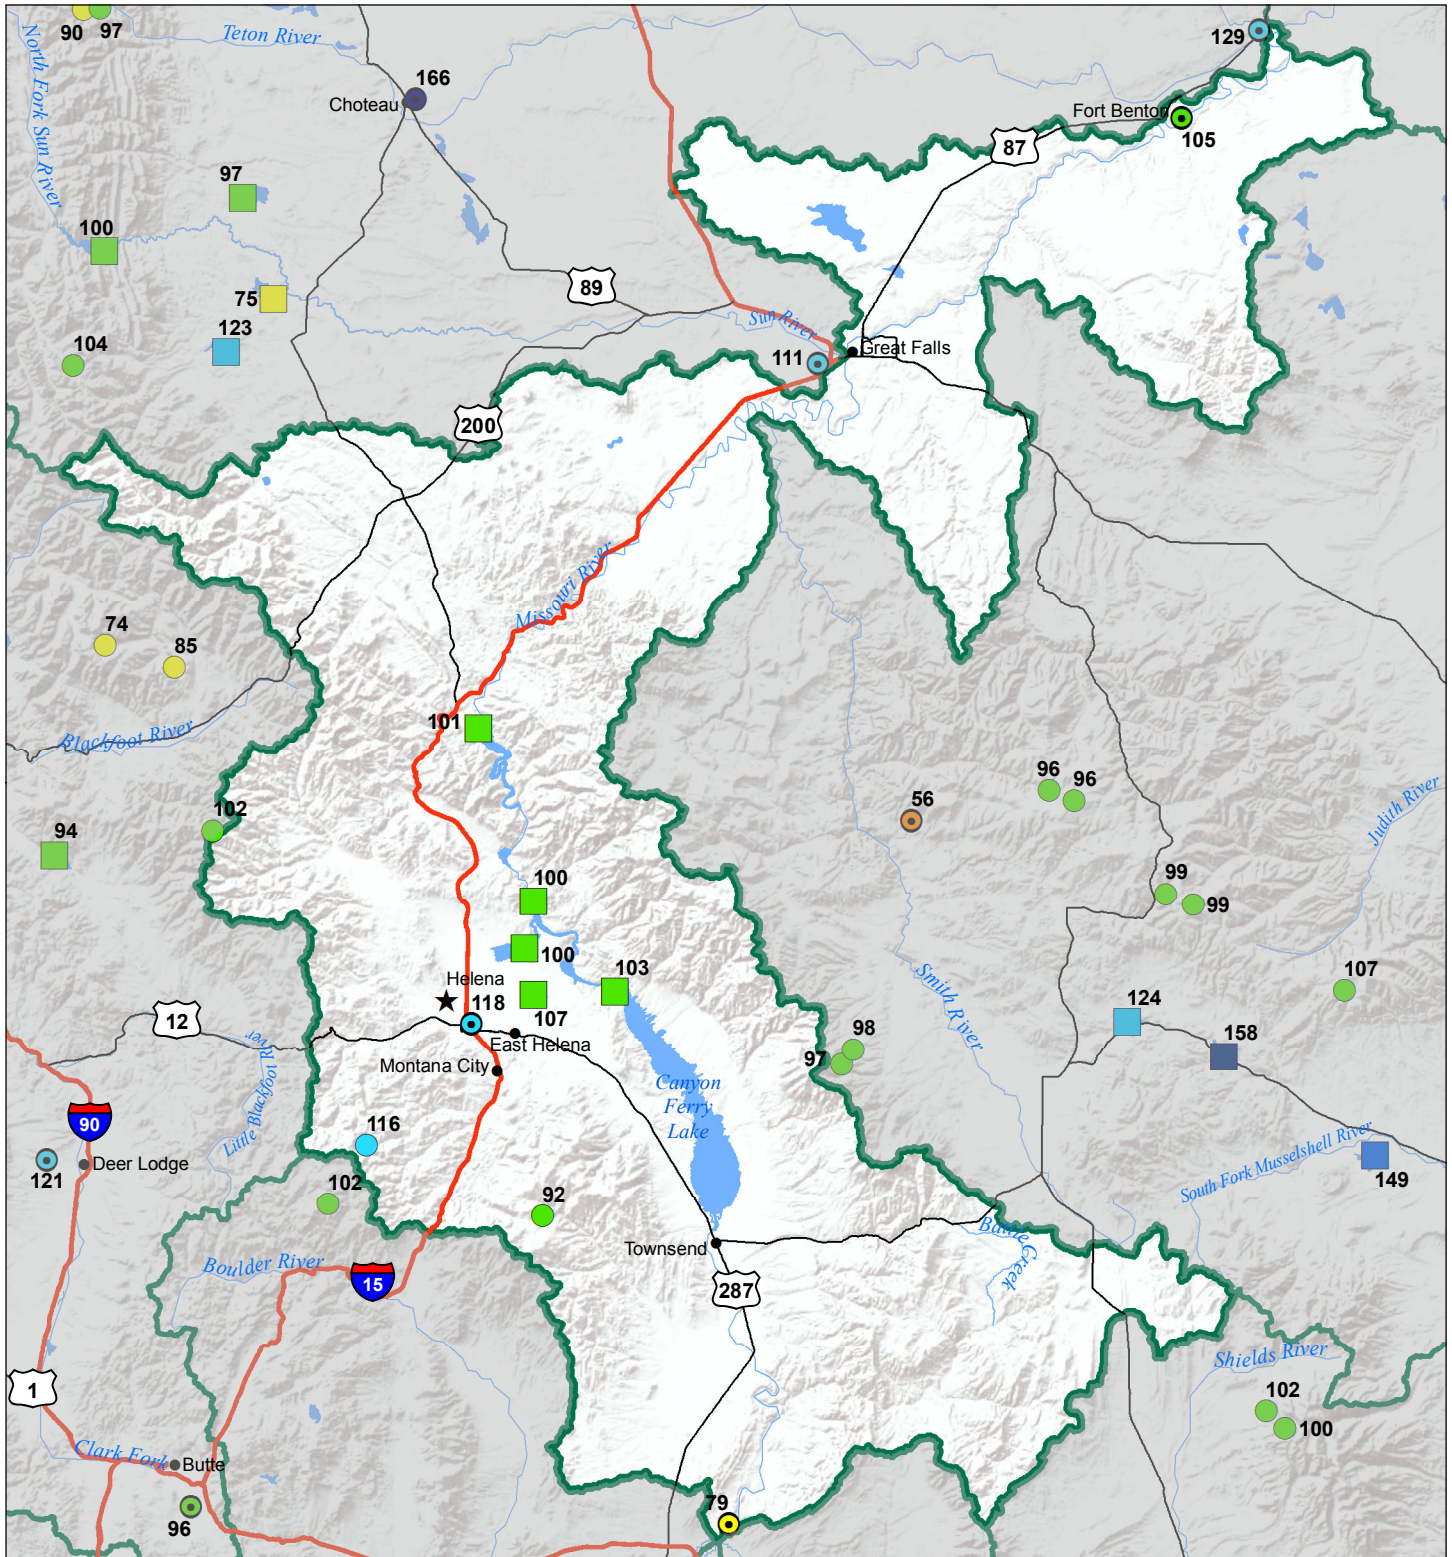 90
97
North Fork Sun River
Teton River
166
Choteau
129
Fort Benton
105
87
97
100
89
75
123
104
Sun River
111
Great Falls
200
Missouri River
74
85
Blackfoot River
101
102
94
56
96
96
Judith River
99
99
100
100
103
Helena
118
107
East Helena
Montana City
Smith River
107
124
158
98
97
12
Little Blackfoot River
Canyon
Ferry
Lake
90
116
Deer Lodge
121
102
92
South Fork Musselshell River
149
Townsend
Battle Creek
Boulder River
15
287
1
Shields River
102
100
Clark Fork
Butte
96
79